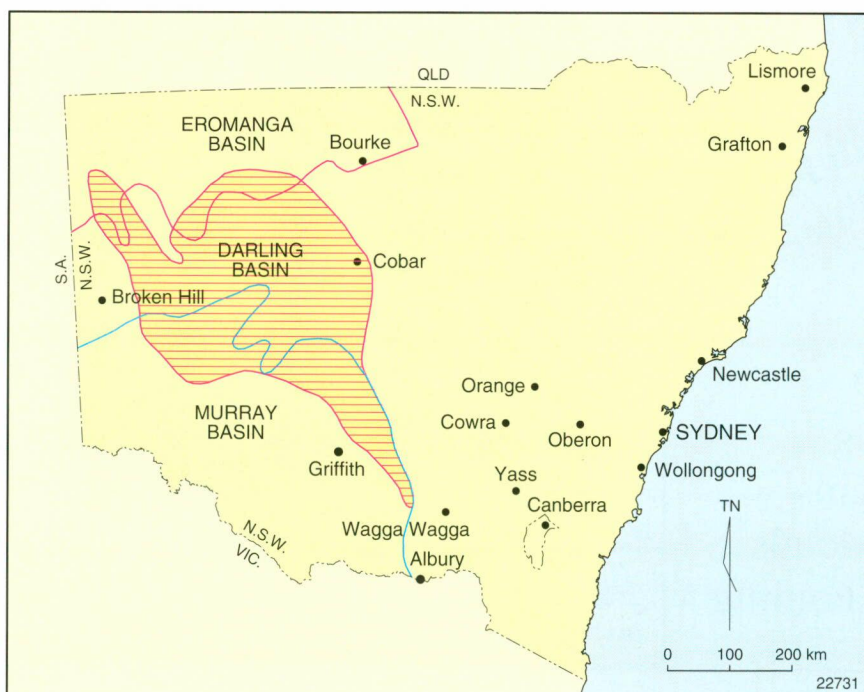 QLD
N.S.W.
Lismore
EROMANGA
BASIN
Bourke
Grafton
S.A.
N.S.W.
DARLING
BASIN
Cobar
Broken Hill
Newcastle
Orange
MURRAY
BASIN
Cowra
Oberon
SYDNEY
Griffith
Wollongong
Yass
Canberra
TN
N.S.W.
VIC.
Wagga Wagga
Albury
0 100 200 km
22731